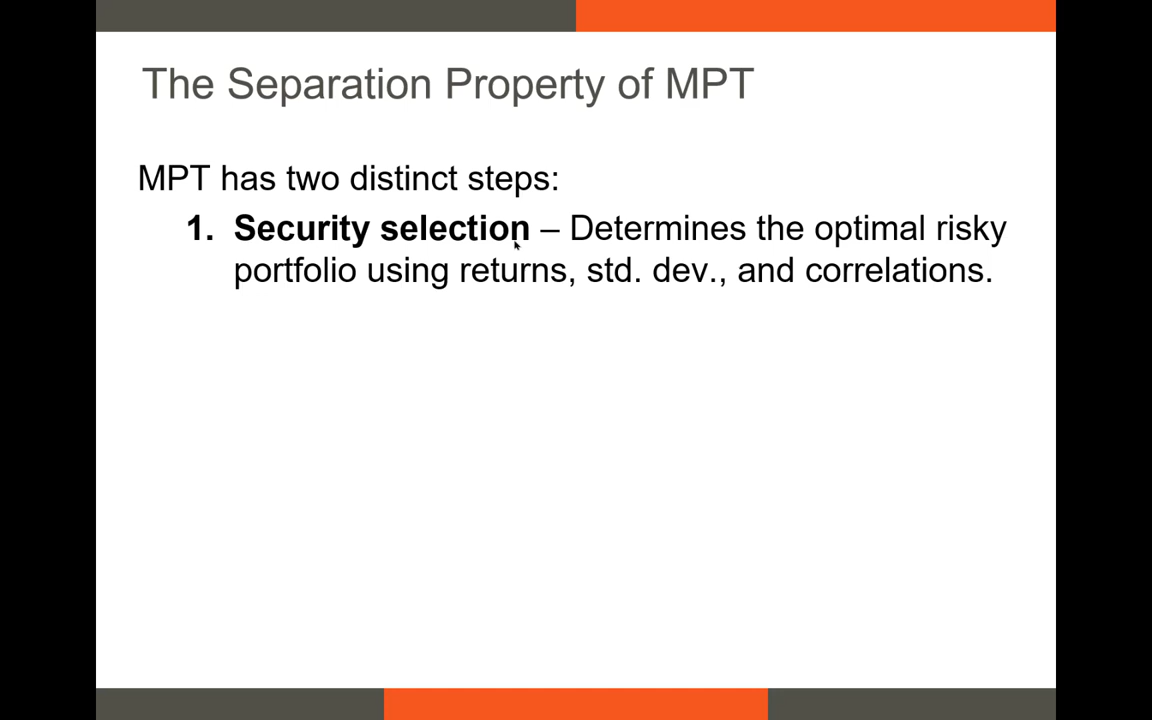 The Separation Property of MPT
MPT has two distinct steps:
1. Security selection – Determines the optimal risky
portfolio using returns, std. dev., and correlations.